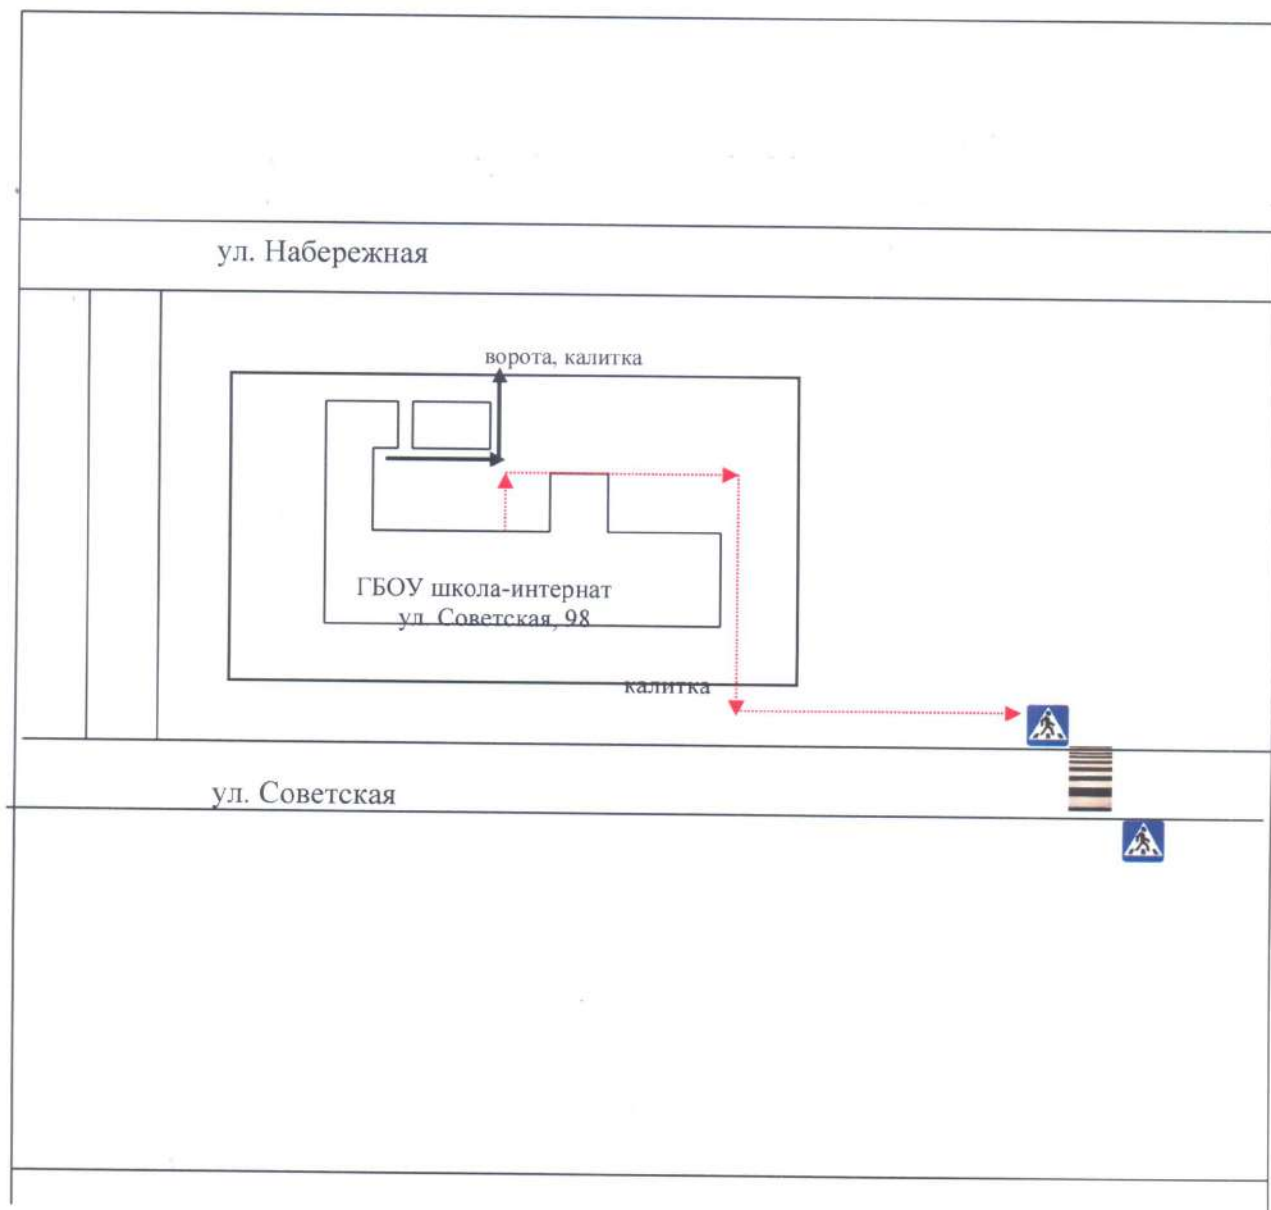 ул. Набережная
ворота, калитка
ГБОУ школа-интернат
ул. Советская, 98
калитка
ул. Советская